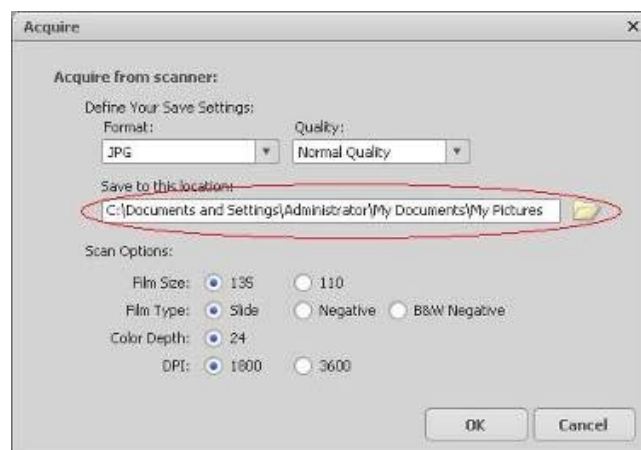 Acquire
Acquire from scanner:
Define Your Save Settings:
Format: Quality:
JPG Normal Quality
Save to this location:
C:\Documents and Settings\Administrator\My Documents\My Pictures
Scan Options:
Film Size: 135 110
Film Type: Slide Negative B&W Negative
Color Depth: 24
DPI: 1800 3600
OK Cancel